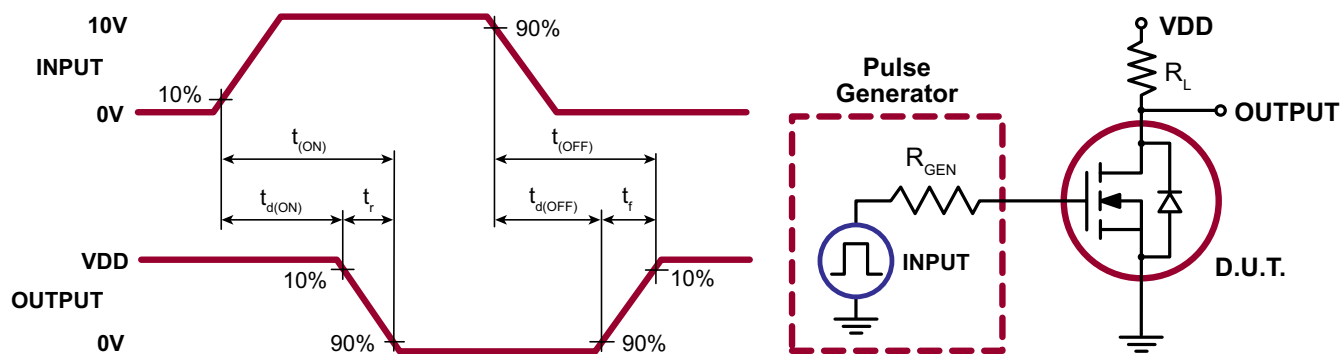 10V
INPUT
0V
10%
90%
t(ON)
t(OFF)
td(ON)
tr
td(OFF)
tf
VDD
OUTPUT
0V
10%
90%
90%
10%
Pulse
Generator
RGEN
INPUT
VDD
RL
OUTPUT
D.U.T.